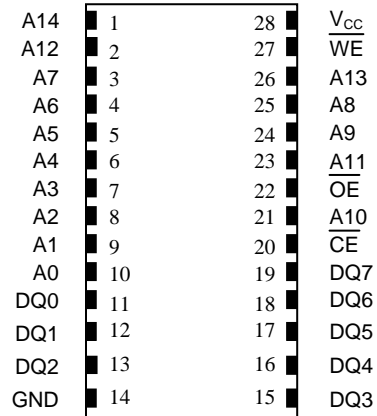 A14 1 28 VCC
A12 2 27 WE
A7 3 26 A13
A6 4 25 A8
A5 5 24 A9
A4 6 23 A11
A3 7 22 OE
A2 8 21 A10
A1 9 20 CE
A0 10 19 DQ7
DQ0 11 18 DQ6
DQ1 12 17 DQ5
DQ2 13 16 DQ4
GND 14 15 DQ3